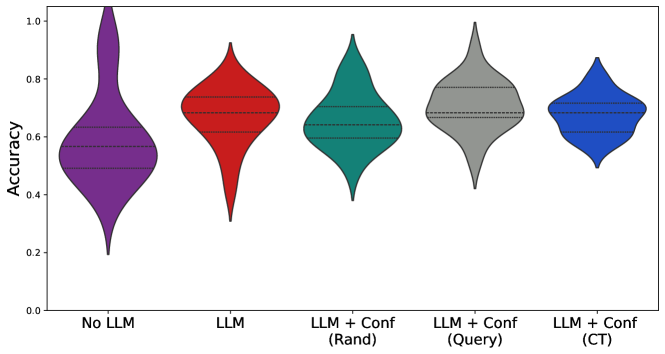 Accuracy
1.0
0.8
0.6
0.4
0.2
0.0
No LLM
LLM
LLM + Conf
(Rand)
LLM + Conf
(Query)
LLM + Conf
(CT)